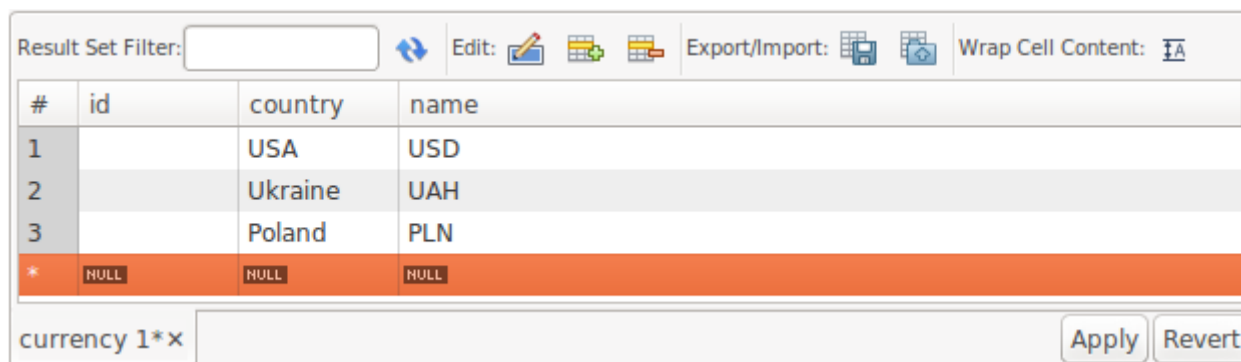 Result Set Filter: Edit: Export/Import: Wrap Cell Content: A
# id country name
1 USA USD
2 Ukraine UAH
3 Poland PLN
* NULL NULL NULL
currency 1*× Apply Revert